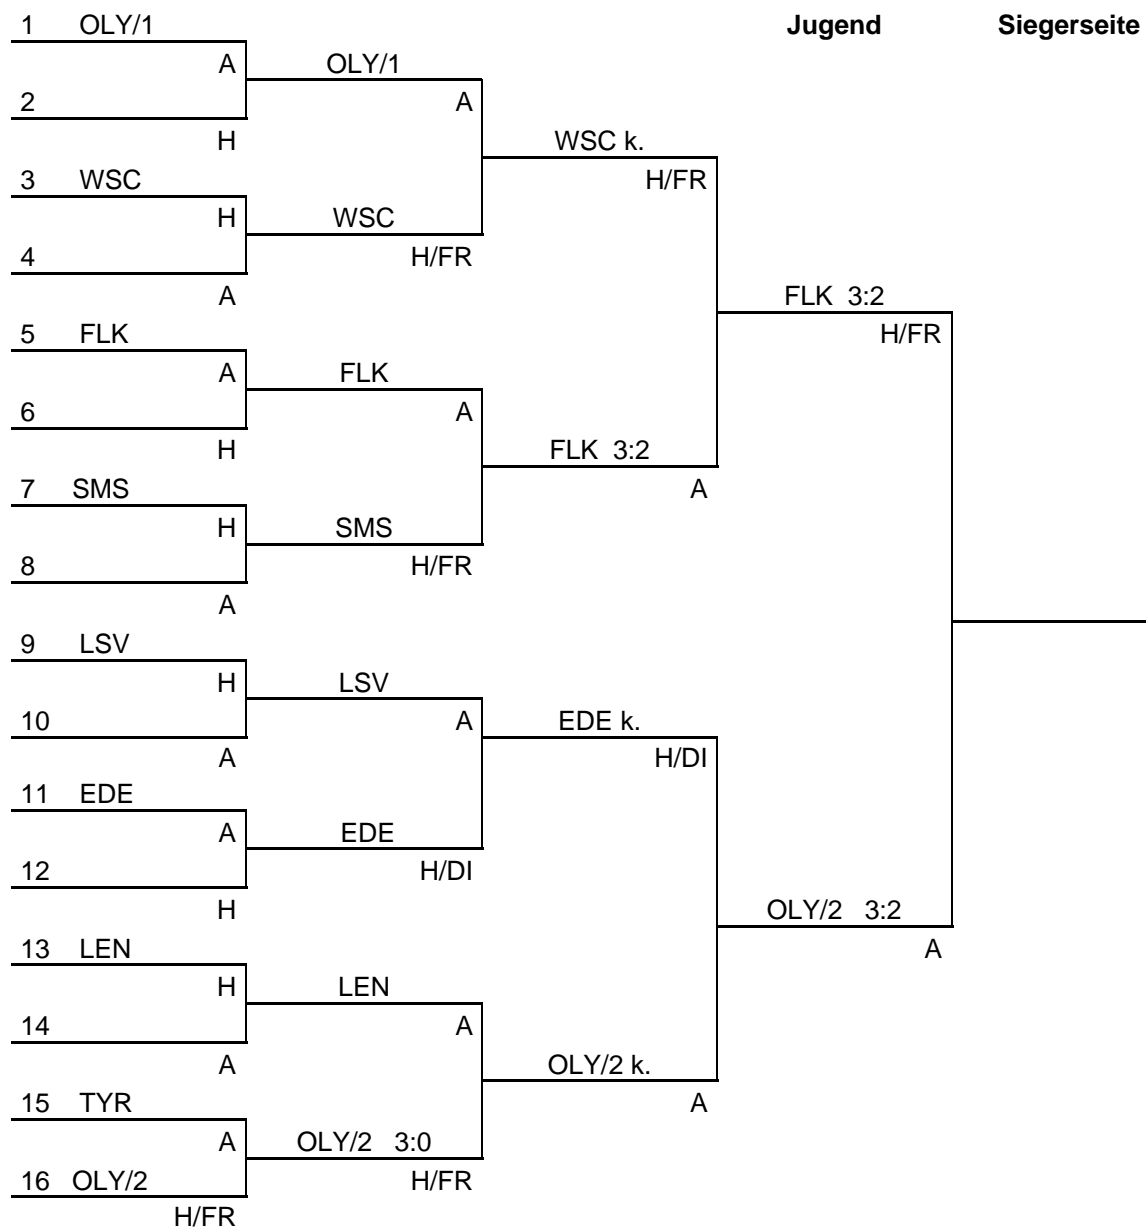 1 OLY/1 Jugend Siegerseite
A OLY/1
2 A
H WSC k.
3 WSC H/FR
H WSC
4 H/FR
A FLK 3:2
5 FLK H/FR
A FLK
6 A
H FLK 3:2
7 SMS A
H SMS
8 H/FR
A
9 LSV
H LSV
10 A EDE k.
A H/DI
11 EDE
A EDE
12 H/DI
H OLY/2 3:2
13 LEN A
H LEN
14 A
A OLY/2 k.
15 TYR A
A OLY/2 3:0
16 OLY/2 H/FR
H/FR